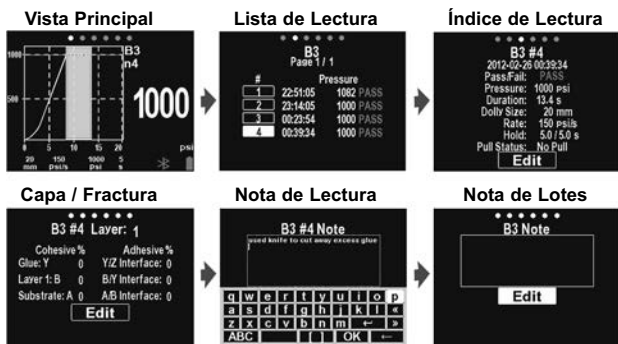 Vista Principal
1000
500
0 5 10 15 20
B3
n4
1000
psi
20 mm 150 psi/s 1000 psi 5 s
Lista de Lectura
B3
Page 1 / 1
# Pressure
1 22:51:05 1082 PASS
2 23:14:05 1000 PASS
3 00:23:54 1000 PASS
4 00:39:34 1000 PASS
Índice de Lectura
B3 #4
2012-02-26 00:39:34
Pass/Fail: PASS
Pressure: 1000 psi
Duration: 13.4 s
Dolly Size: 20 mm
Rate: 150 psi/s
Hold: 5.0 / 5.0 s
Pull Status: No Pull
Edit
Capa / Fractura
B3 #4 Layer: 1
Cohesive % Adhesive %
Glue: Y 0 Y/Z Interface: 0
Layer 1: B 0 B/Y Interface: 0
Substrate: A 0 A/B Interface: 0
Edit
Nota de Lectura
B3 #4 Note
used knife to cut away excess glue
q w e r t y u i o p
a s d f g h j k l «
z x c v b n m ← »
ABC [ ] OK ←
Nota de Lotes
B3 Note
Edit